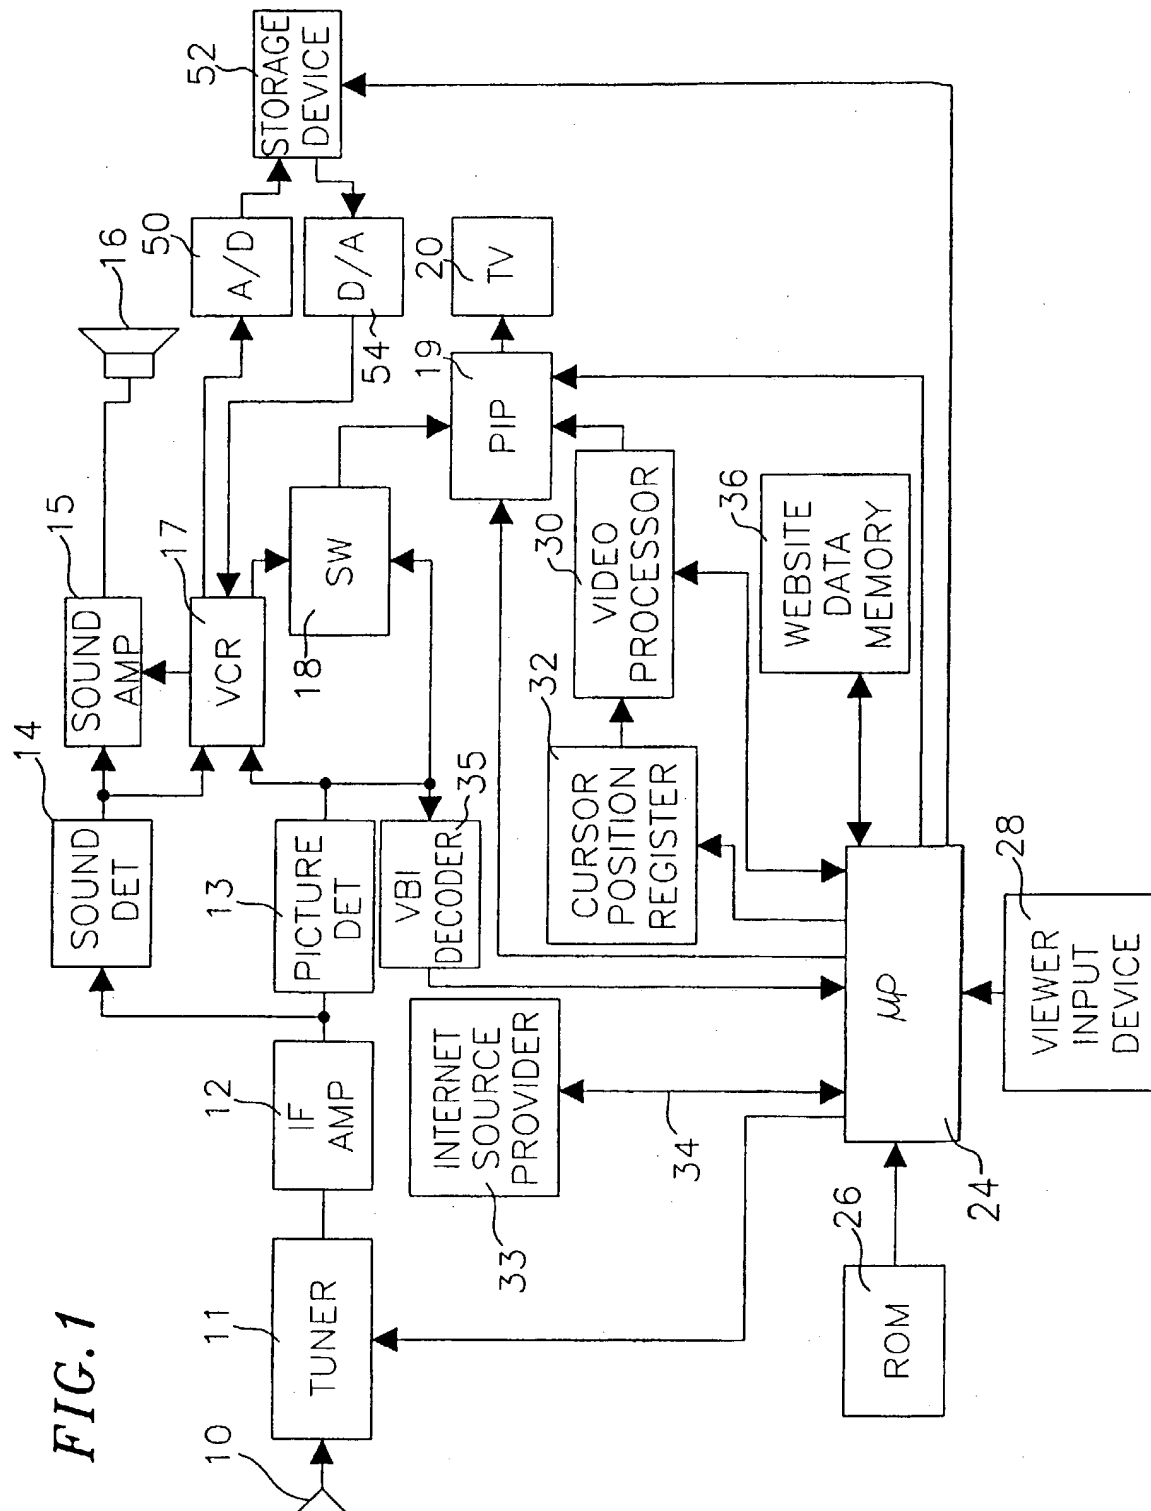 FIG. 1
10
11
TUNER
12
IF
AMP
13
PICTURE
DET
14
SOUND
DET
15
SOUND
AMP
16
17
VCR
18
SW
50
A/D
52
STORAGE
DEVICE
D/A
54
19
PIP
20
TV
35
VBI
DECODER
33
INTERNET
SOURCE
PROVIDER
34
32
CURSOR
POSITION
REGISTER
30
VIDEO
PROCESSOR
36
WEBSITE
DATA
MEMORY
26
ROM
24
μP
28
VIEWER
INPUT
DEVICE